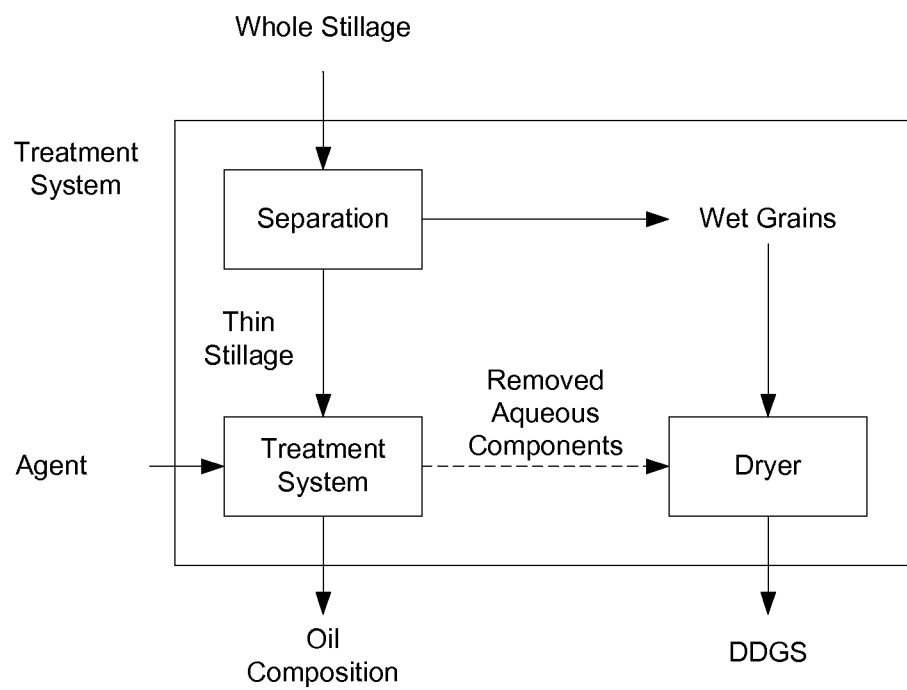 Whole Stillage
Treatment
System
Separation
Wet Grains
Thin
Stillage
Removed
Aqueous
Components
Agent
Treatment
System
Dryer
Oil
Composition
DDGS